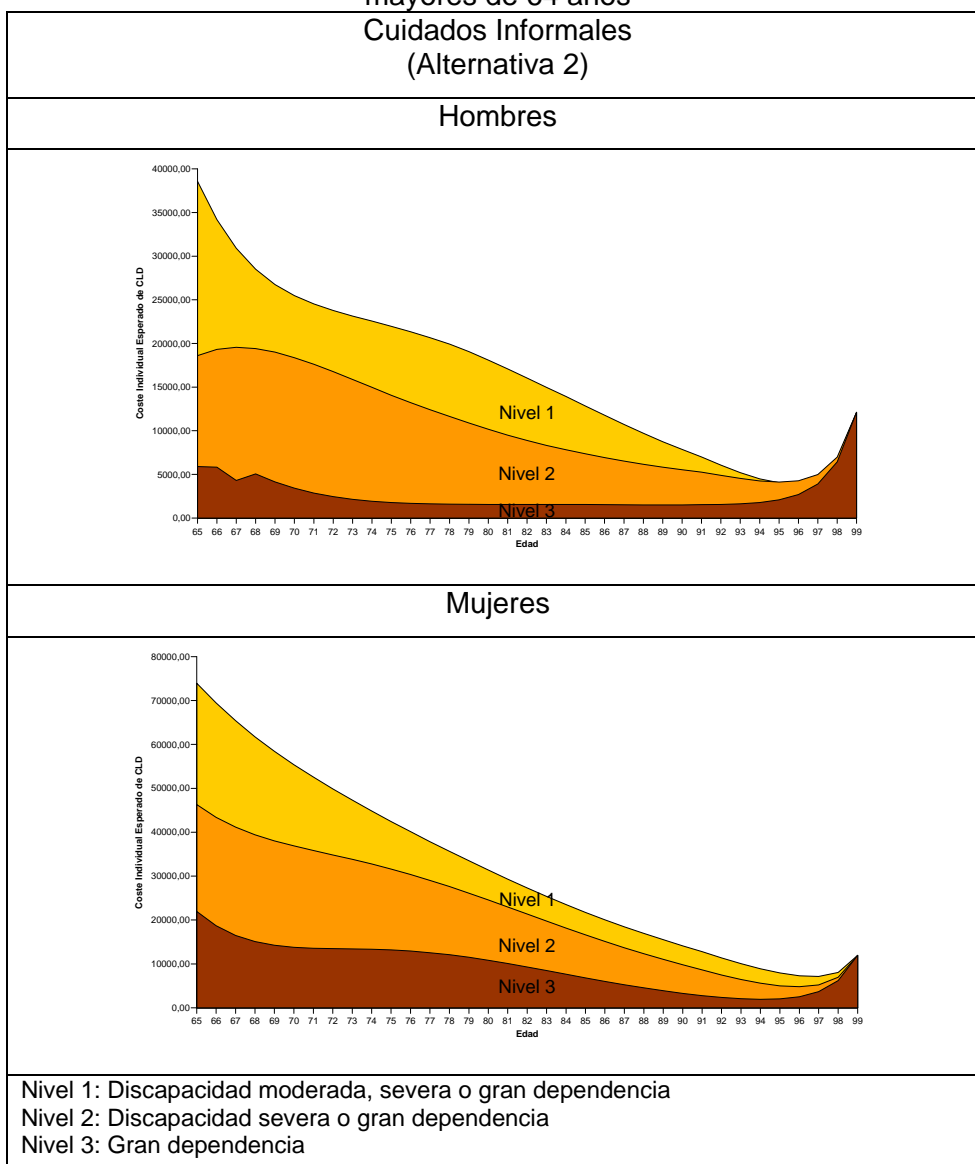 mayores de 64 años
Cuidados Informales
(Alternativa 2)
Hombres
Coste Individual Esperado de CLD
40000,00
35000,00
30000,00
25000,00
20000,00
15000,00
10000,00
5000,00
0,00
Nivel 1
Nivel 2
Nivel 3
65 66 67 68 69 70 71 72 73 74 75 76 77 78 79 80 81 82 83 84 85 86 87 88 89 90 91 92 93 94 95 96 97 98 99
Edad
Mujeres
Coste Individual Esperado de CLD
80000,00
70000,00
60000,00
50000,00
40000,00
30000,00
20000,00
10000,00
0,00
Nivel 1
Nivel 2
Nivel 3
65 66 67 68 69 70 71 72 73 74 75 76 77 78 79 80 81 82 83 84 85 86 87 88 89 90 91 92 93 94 95 96 97 98 99
Edad
Nivel 1: Discapacidad moderada, severa o gran dependencia
Nivel 2: Discapacidad severa o gran dependencia
Nivel 3: Gran dependencia